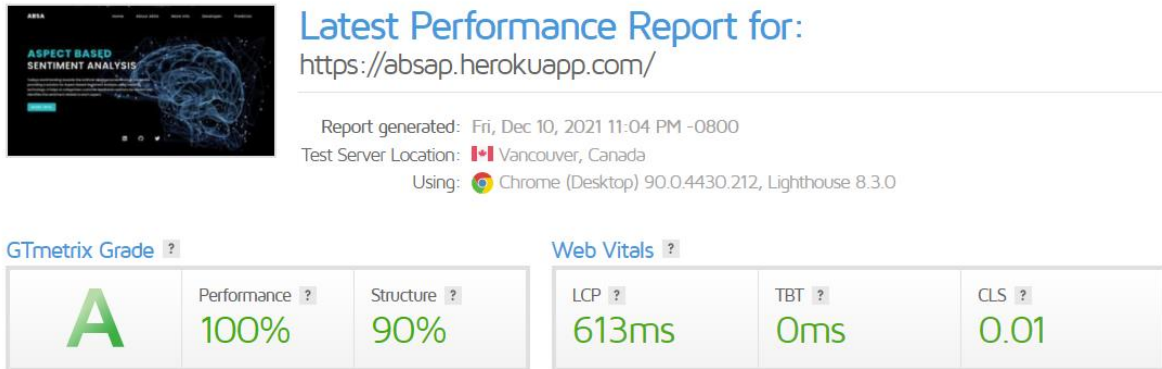 ABSA
ASPECT BASED
SENTIMENT ANALYSIS
Latest Performance Report for:
https://absap.herokuapp.com/
Report generated: Fri, Dec 10, 2021 11:04 PM -0800
Test Server Location: Vancouver, Canada
Using: Chrome (Desktop) 90.0.4430.212, Lighthouse 8.3.0
GTmetrix Grade ?
A
Performance ?
100%
Structure ?
90%
Web Vitals ?
LCP ?
613ms
TBT ?
0ms
CLS ?
0.01